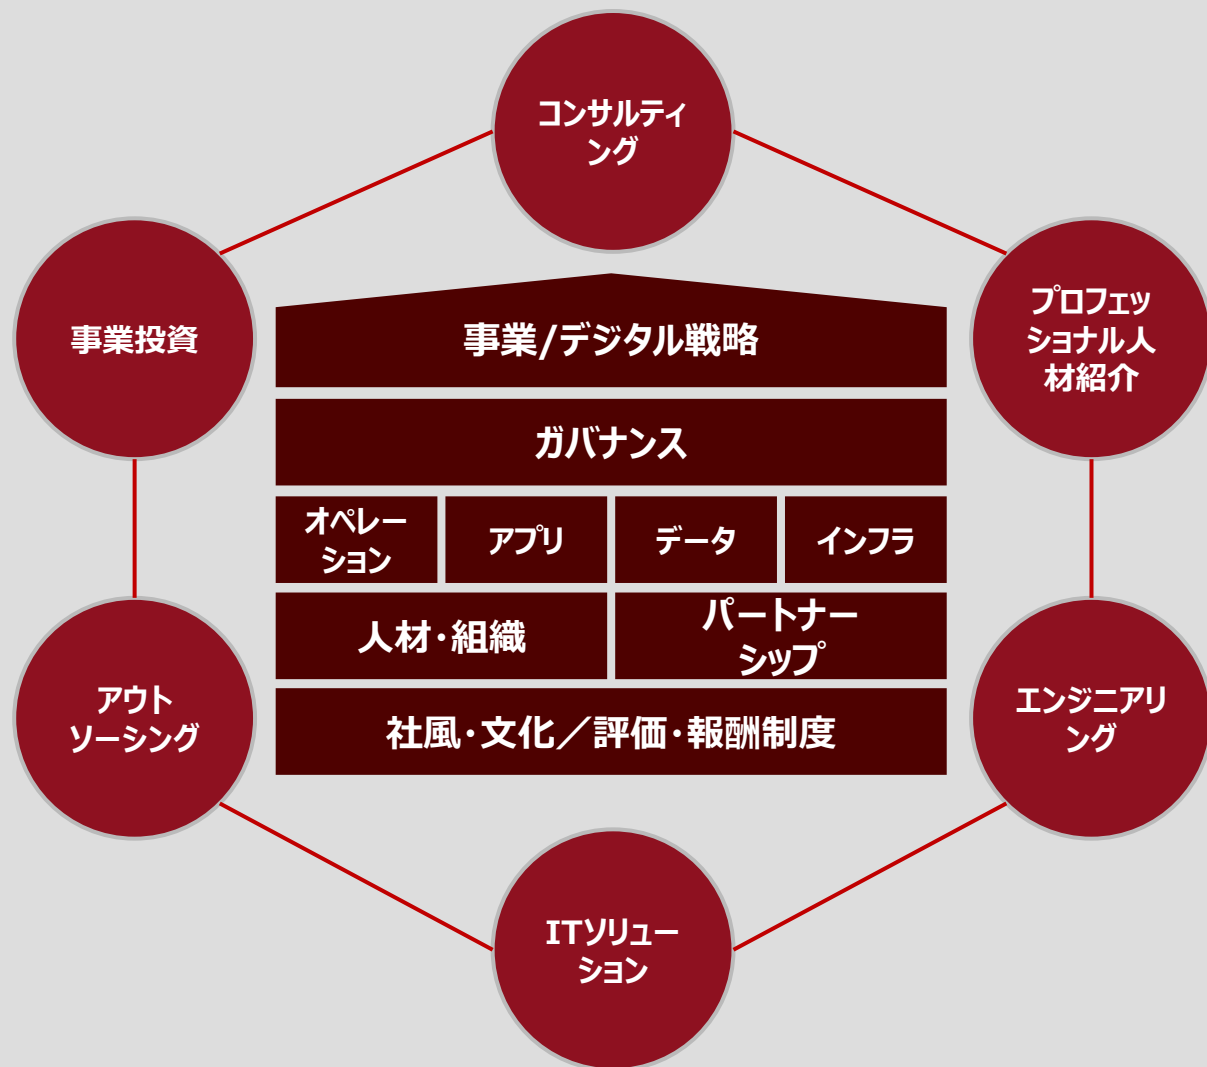 コンサルティ
ング
事業投資
プロフェッ
ショナル人
材紹介
事業/デジタル戦略
ガバナンス
オペレー
ション
アプリ
データ
インフラ
人材・組織
パートナー
シップ
社風・文化／評価・報酬制度
アウト
ソーシング
エンジニアリ
ング
ITソリュー
ション